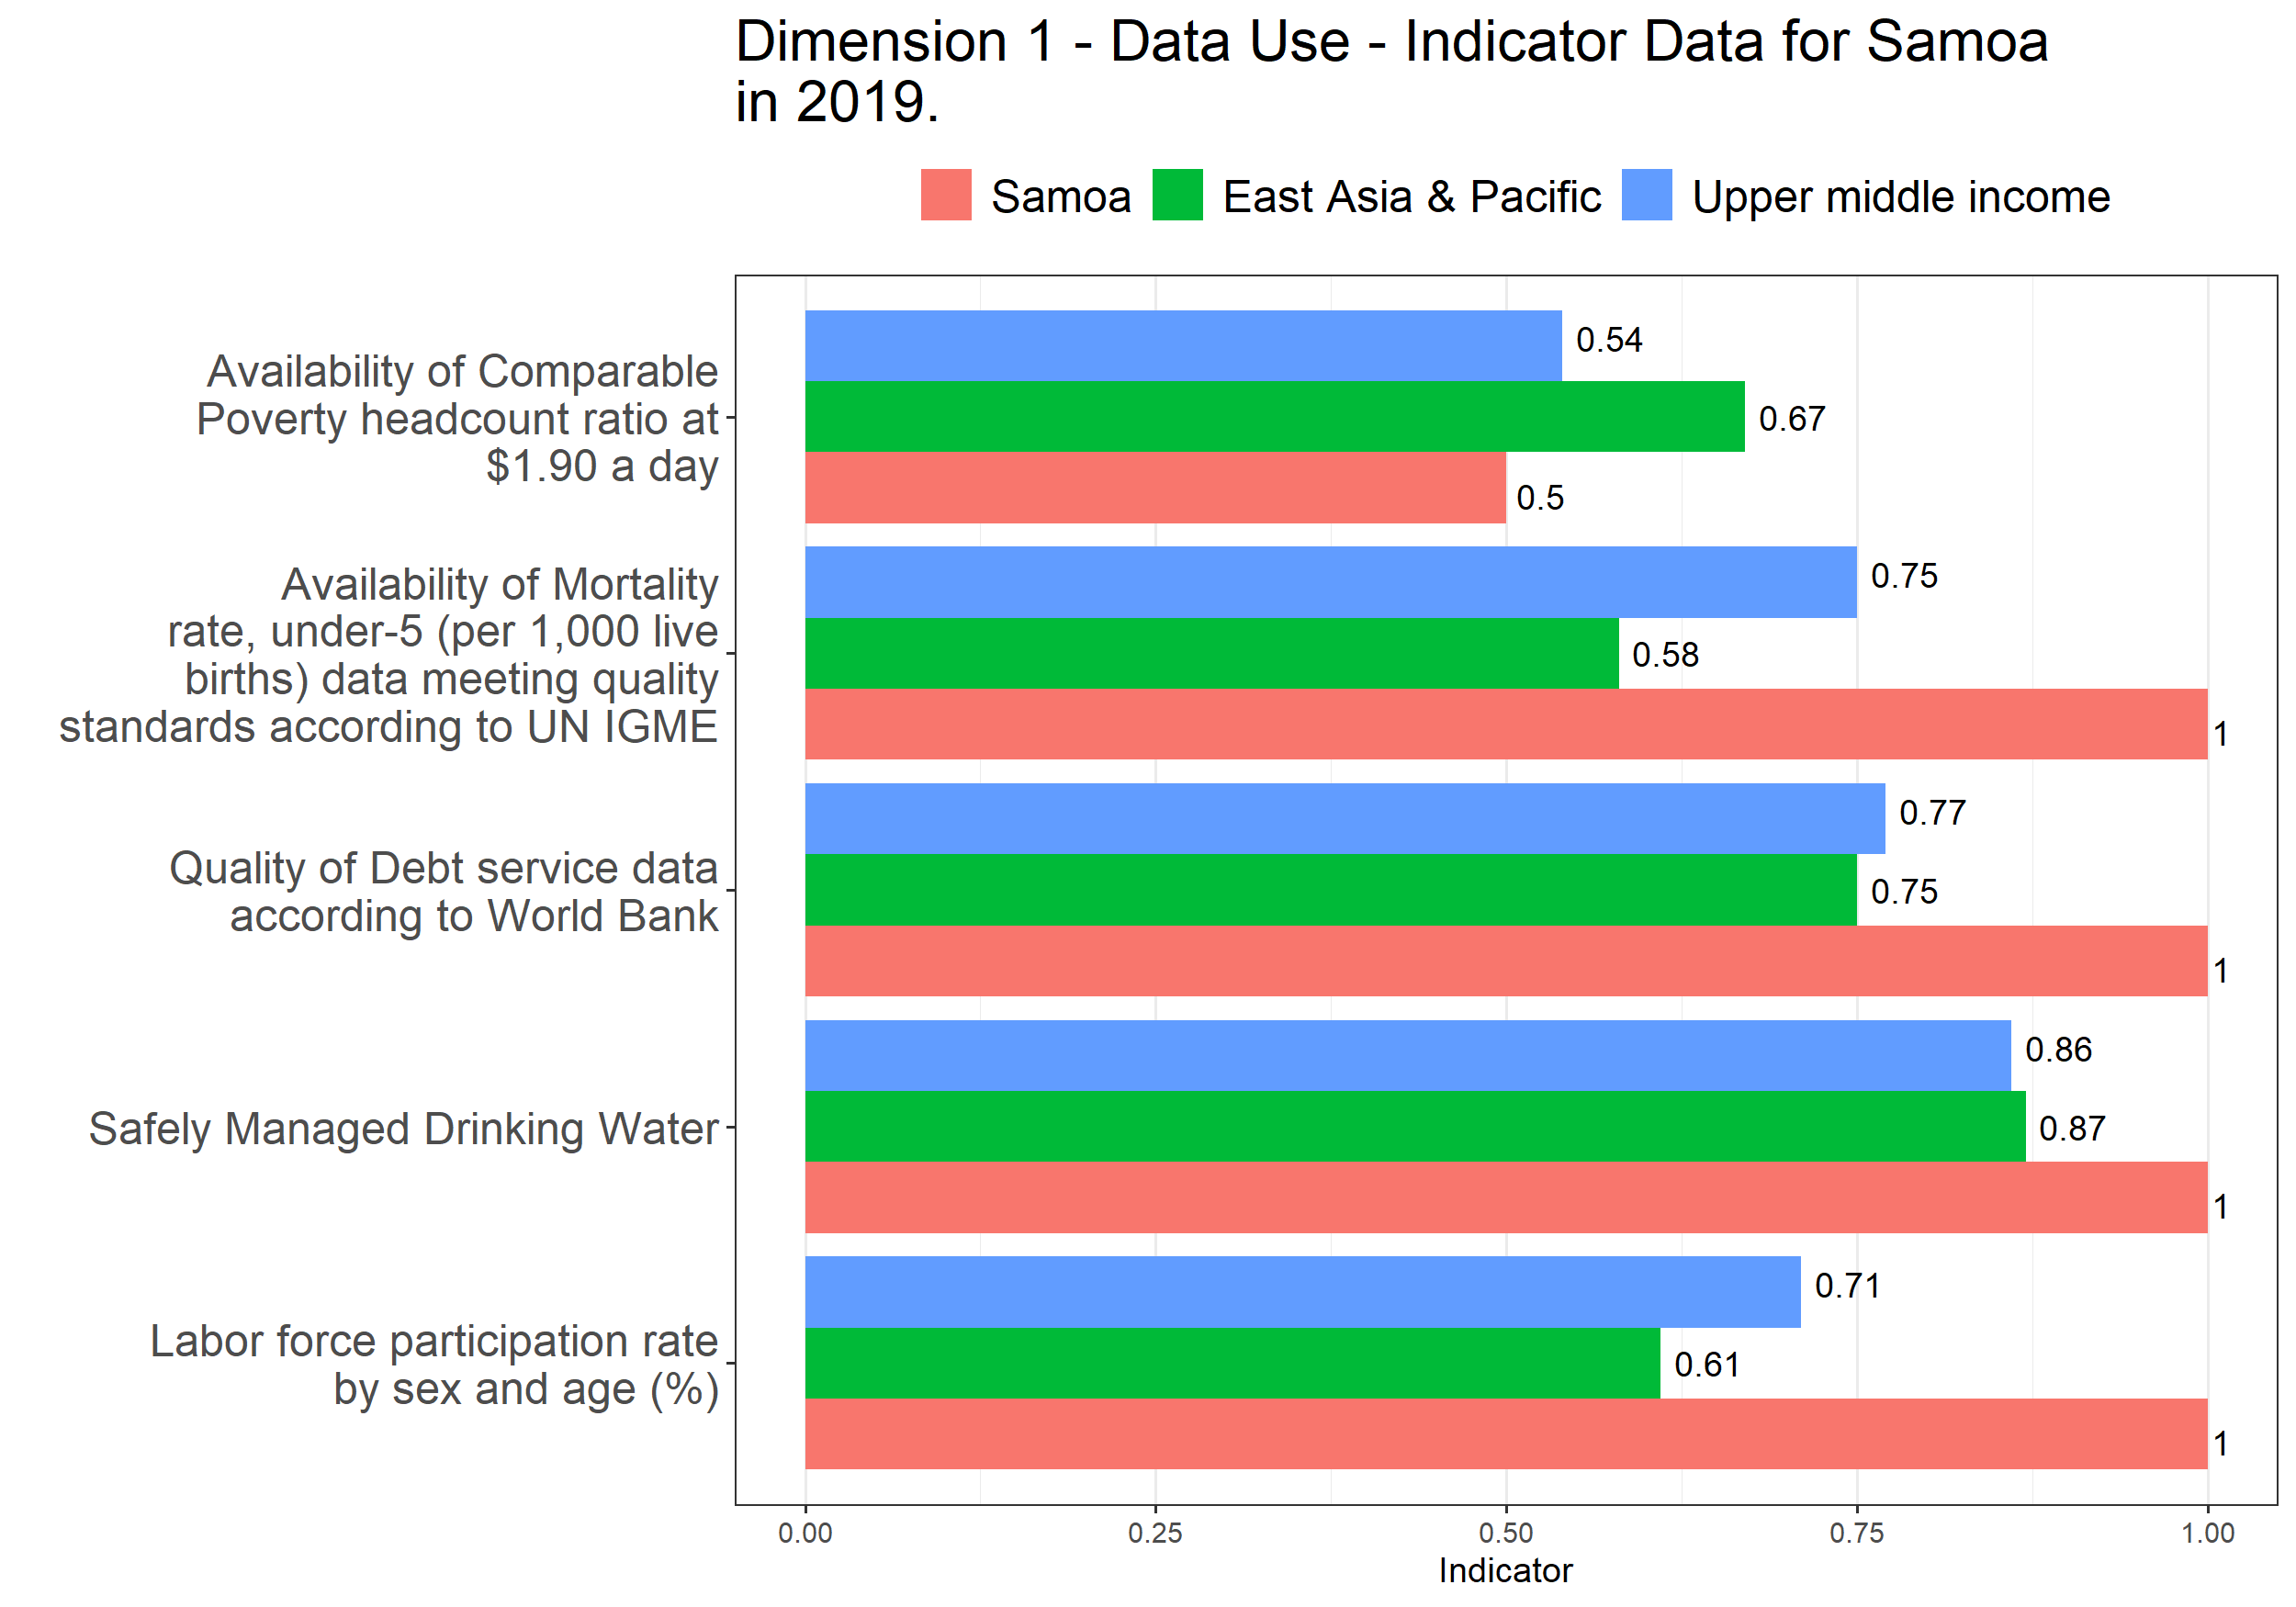 Dimension 1 - Data Use - Indicator Data for Samoa
in 2019.
Samoa East Asia & Pacific Upper middle income
Availability of Comparable
Poverty headcount ratio at
$1.90 a day
0.54
0.67
0.5
Availability of Mortality
rate, under-5 (per 1,000 live
births) data meeting quality
standards according to UN IGME
0.75
0.58
1
Quality of Debt service data
according to World Bank
0.77
0.75
1
Safely Managed Drinking Water
0.86
0.87
1
Labor force participation rate
by sex and age (%)
0.71
0.61
1
0.00 0.25 0.50 0.75 1.00
Indicator